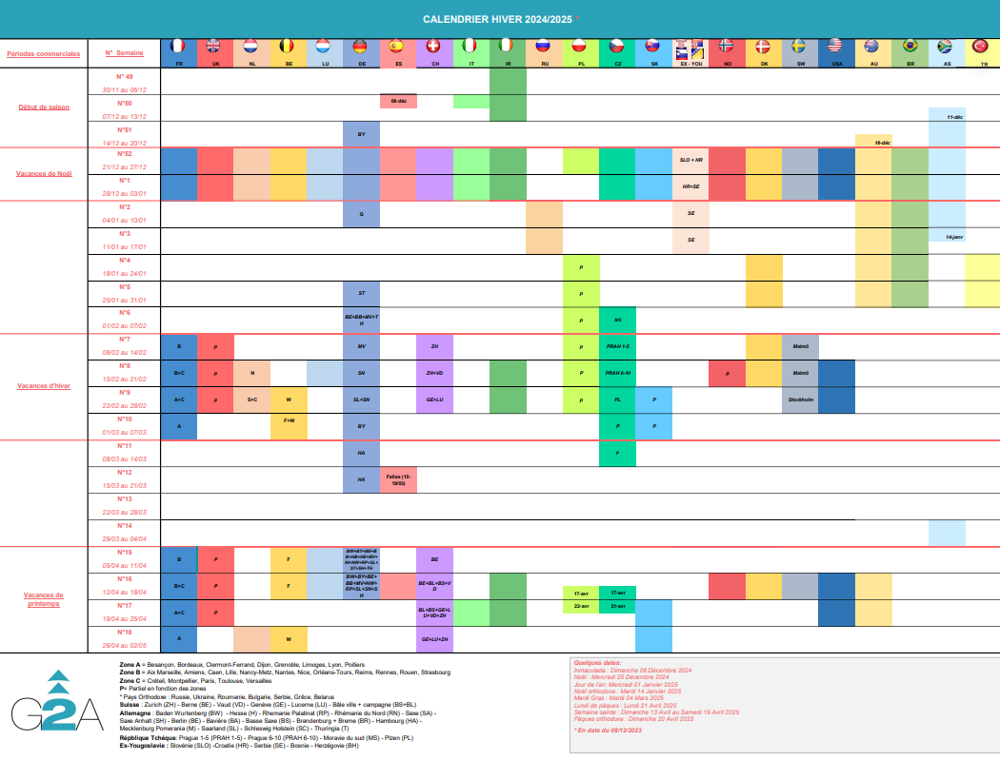 CALENDRIER HIVER 2024/2025 *
Périodes commerciales N° Semaine FR UK NL BE LU DE ES CH IT IR RU PL CZ SK EX - YOU NO DK SW USA AU BR AS TR
Début de saison
N° 49
30/11 au 06/12
N°50 08-déc
07/12 au 13/12 11-déc
N°51 BY
14/12 au 20/12 18-déc
Vacances de Noël
N°52 SLO + HR
21/12 au 27/12
N°1 HR+SE
28/12 au 03/01
N°2 G SE
04/01 au 10/01
N°3 SE 14-janv
11/01 au 17/01
N°4 p
18/01 au 24/01
N°5 ST p
25/01 au 31/01
N°6 BE+BB+MV+T p MS
H
01/02 au 07/02
Vacances d'hiver
N°7 B p MV ZH p PRAH 1-5 Malmö
08/02 au 14/02
N°8 B+C p N SN ZH+VD P PRAH 6-10 p Malmö
15/02 au 21/02
N°9 A+C p S+C W SL+SN GE+LU p PL P Stockholm
22/02 au 28/02
N°10 A F+W BY P P
01/03 au 07/03
N°11 HA P
08/03 au 14/03
N°12 HA Fallas (15-
19/03)
15/03 au 21/03
N°13
22/03 au 28/03
N°14
29/03 au 04/04
Vacances de
printemps
N°15 B P F BE
05/04 au 11/04
N°16 B+C P F BW+BY+BE+
BB+MV+NW+
RP+SL+SN+S
H
BE+BL+BS+V
D
17-avr 17-avr
12/04 au 18/04
N°17 A+C P BL+BS+GE+L
U+VD+ZH
22-avr 21-avr
19/04 au 25/04
N°18 A W GE+LU+ZH
26/04 au 02/05
G2A
Zone A = Besançon, Bordeaux, Clermont-Ferrand, Dijon, Grenoble, Limoges, Lyon, Poitiers
Zone B = Aix Marseille, Amiens, Caen, Lille, Nancy-Metz, Nantes, Nice, Orléans-Tours, Reims, Rennes, Rouen, Strasbourg
Zone C = Créteil, Montpellier, Paris, Toulouse, Versailles
P= Partiel en fonction des zones
* Pays Orthodoxe : Russie, Ukraine, Roumanie, Bulgarie, Serbie, Grèce, Belarus
Suisse : Zurich (ZH) - Berne (BE) - Vaud (VD) - Genève (GE) - Lucerne (LU) - Bâle ville + campagne (BS+BL)
Allemagne : Baden Wurtenberg (BW) - Hesse (H) - Rhemanie Palatinat (RP) - Rhémanie du Nord (RN) - Saxe (SA) -
Saxe Anhalt (SH) - Berlin (BE) - Bavière (BA) - Basse Saxe (BS) - Brandenburg + Breme (BR) - Hambourg (HA) -
Mecklenburg Pomerania (M) - Saarland (SL) - Schleswig Holstein (SC) - Thuringia (T)
République Tchèque: Prague 1-5 (PRAH 1-5) - Prague 6-10 (PRAH 6-10) - Moravie du sud (MS) - Plzen (PL)
Ex-Yougoslavie : Slovénie (SLO) -Croatie (HR) - Serbie (SE) - Bosnie - Herzégovie (BH)
Quelques dates:
Inmaculada : Dimanche 08 Décembre 2024
Noël : Mercredi 25 Décembre 2024
Jour de l'an: Mercredi 01 Janvier 2025
Noël orthodoxe : Mardi 14 Janvier 2025
Mardi Gras : Mardi 04 Mars 2025
Lundi de pâques : Lundi 21 Avril 2025
Semaine sainte : Dimanche 13 Avril au Samedi 19 Avril 2025
Pâques orthodoxe : Dimanche 20 Avril 2025
* En date du 08/12/2023